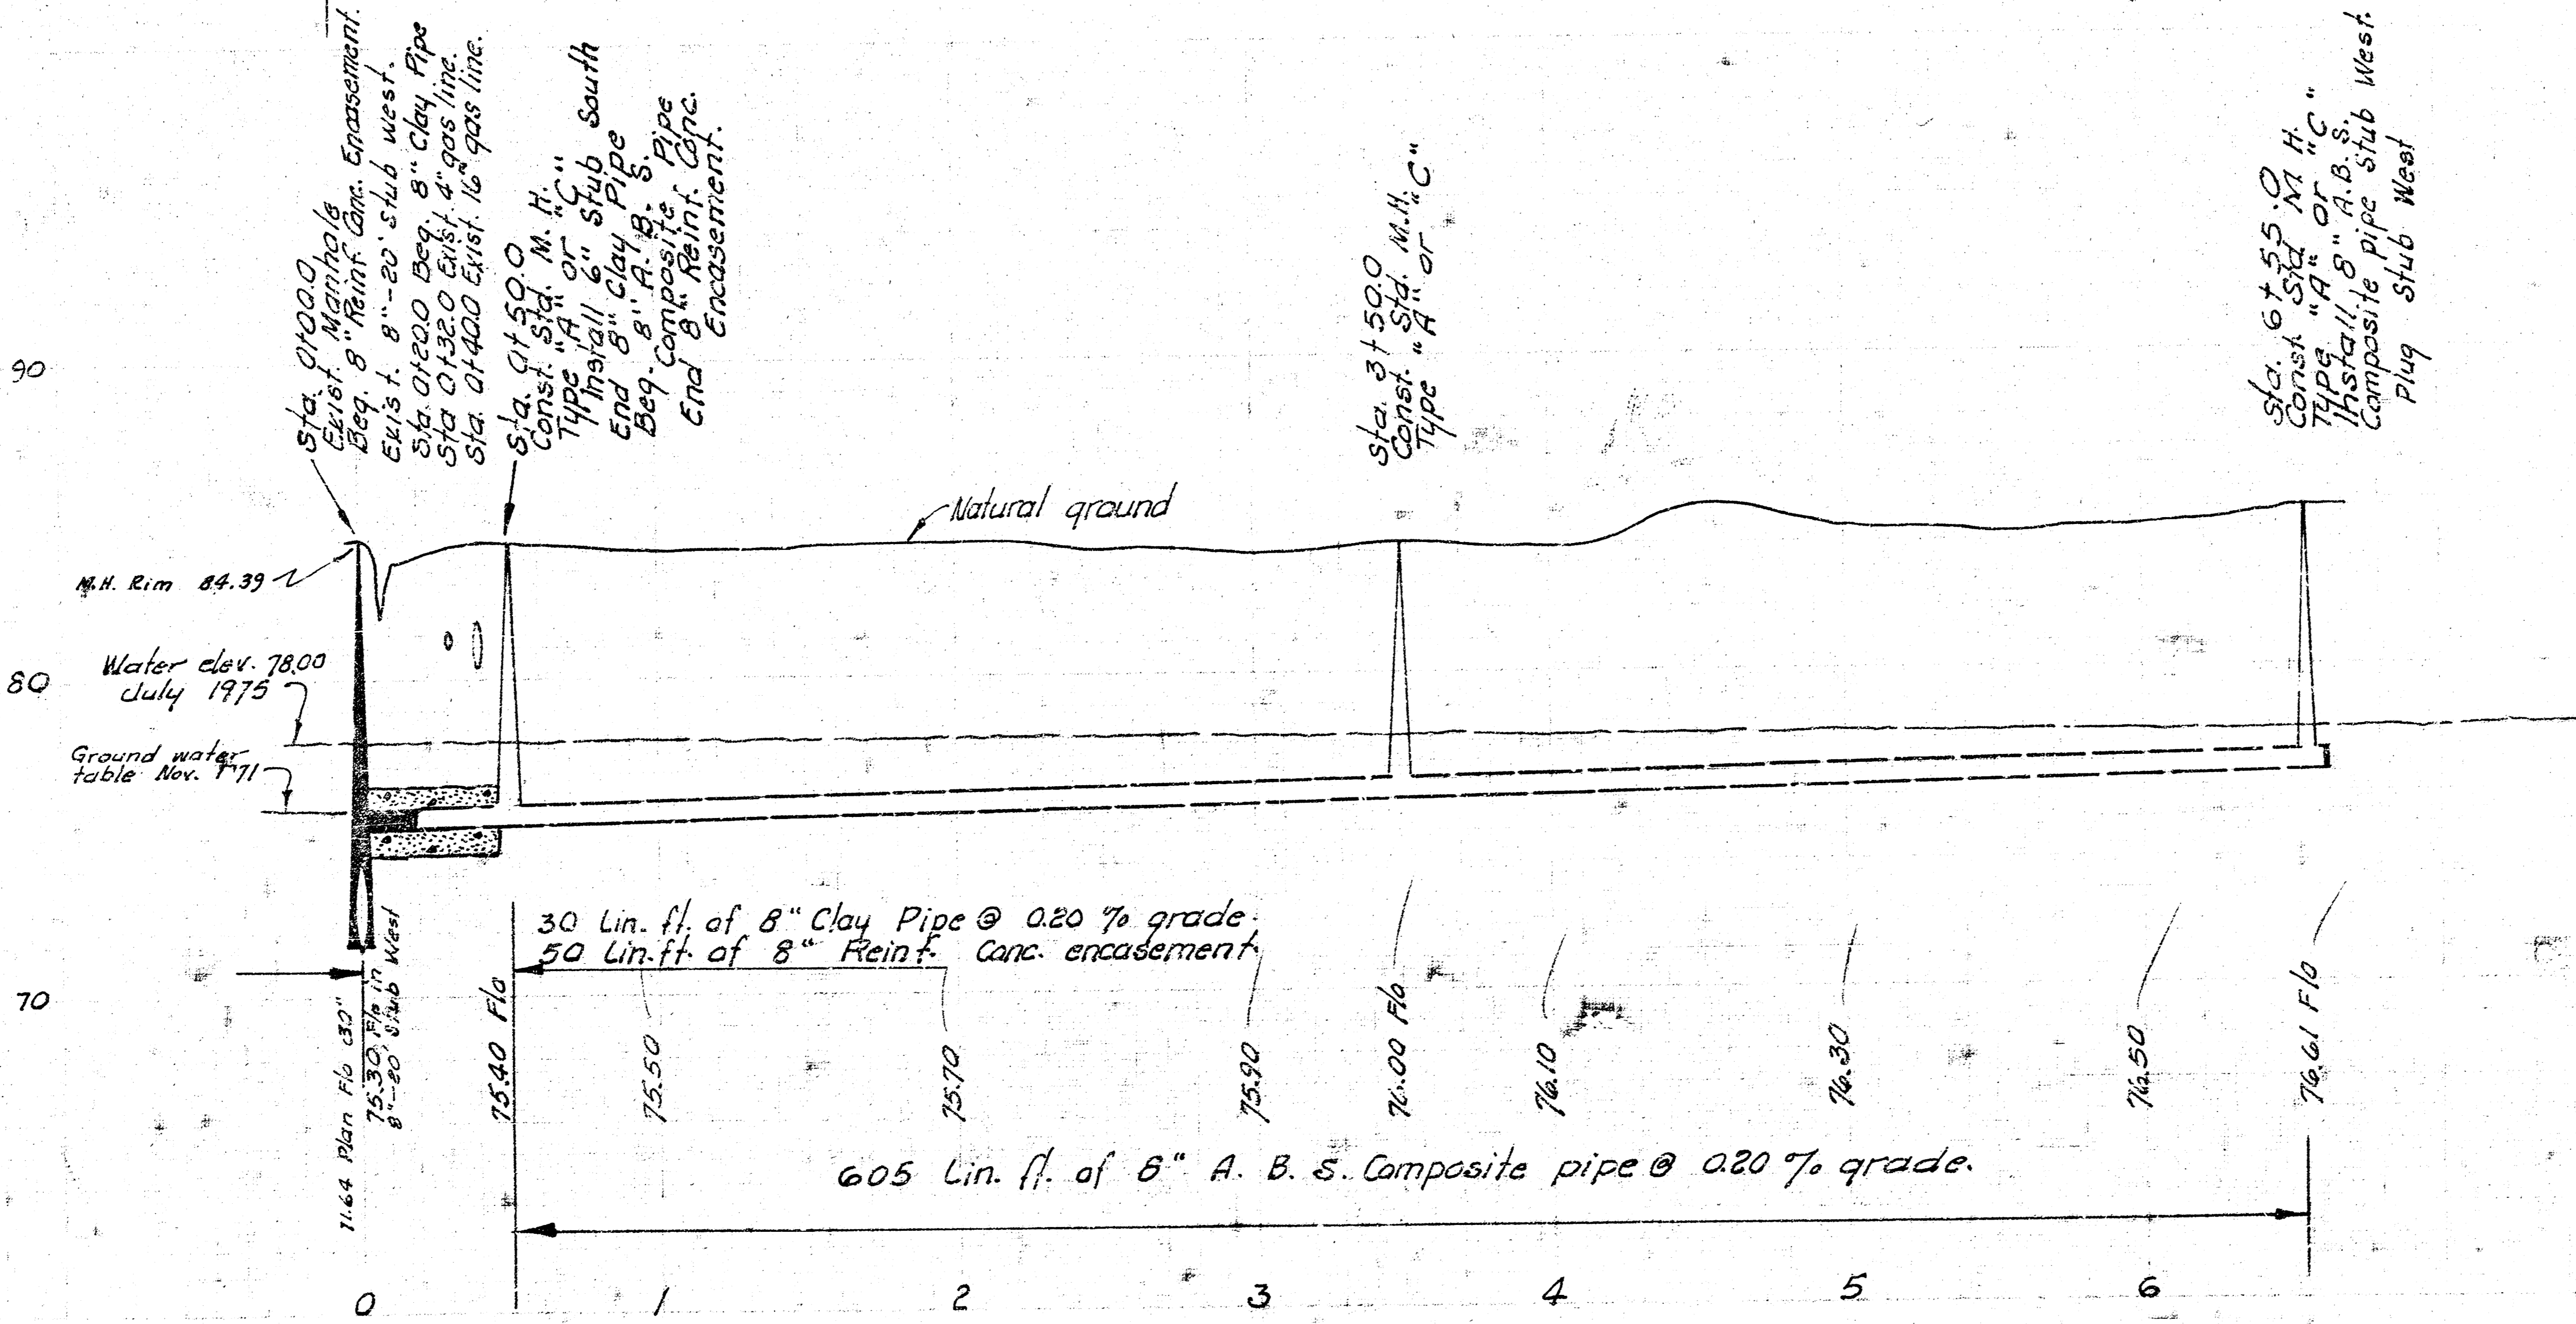 Sta. 0+00.0
Exist. Manhole
Beg. 8" Reinf Conc. Encasement.
Exist. 8"-20' Stub west.
Sta. 0+20.0 Beg. 8" Clay Pipe
Sta 0+32.0 Exist. 4" gas line.
Sta. 0+40.0 Exist. 16" gas line.
Sta. 0+50.0
Const. Std. M. H.
Type "A" or "C"
Install 6" Stub South
End 8" Clay Pipe
Beg. 8" A. B. S.
Composite Pipe
End 8" Reinf. Conc.
Encasement.
Sta. 3+50.0
Const. Std. M.H.
Type "A" or "C"
Sta. 6+55.0
Const. Std M. H.
Type "A" or "C"
Install 8" A.B.S.
Composite pipe Stub West.
Plug Stub West
90
Natural ground
M.H. Rim 84.39
Water elev. 78.00
July 1975
80
Ground water
table Nov. 1'71
30 Lin. ft. of 8" Clay Pipe @ 0.20 % grade.
50 Lin. ft. of 8" Reinf. Conc. encasement.
70
71.64 Plan Flo (30"
75.30 Flo in
8"-20' Stub West
75.40 Flo
75.50
75.70
75.90
76.00 Flo
76.10
76.30
76.50
76.61 Flo
605 Lin. ft. of 8" A. B. S. Composite pipe @ 0.20 % grade.
0 1 2 3 4 5 6